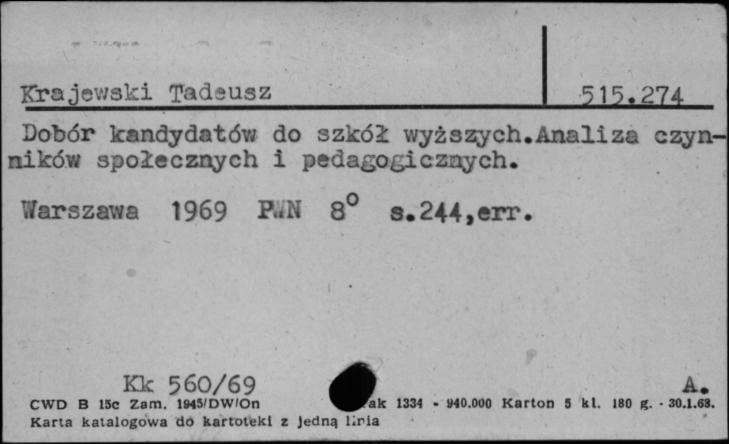 Krajewski Tadeusz 515.274
Dobór kandydatów do szkół wyższych.Analiza czyn-
ników społecznych i pedagogicznych.
Warszawa 1969 PWN 8° s.244,err.
Kk 560/69 A.
CWD B 15c Zam. 1945/DW/On ak 1334 - 940.000 Karton 5 kl. 180 g. - 30.1.63.
Karta katalogowa do kartoteki z jedną linia